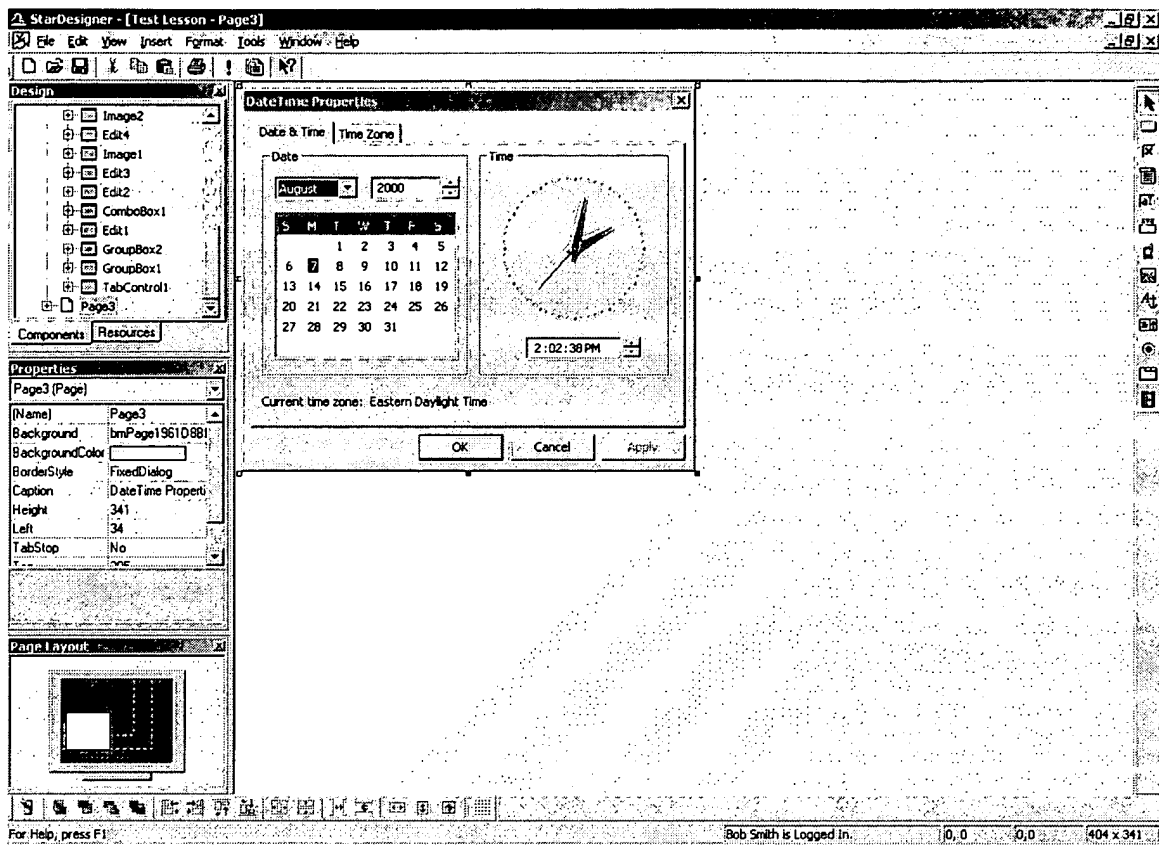 StarDesigner - [Test Lesson - Page3]
File Edit View Insert Format Tools Window Help
Design
Image2
Edit4
Image1
Edit3
Edit2
ComboBox1
Edit1
GroupBox2
GroupBox1
TabControl1
Page3
Components Resources
Properties
Page3 (Page)
(Name) Page3
Background bmPage1961D8B1
BackgroundColor
BorderStyle FixedDialog
Caption DateTime Properti
Height 341
Left 34
TabStop No
Page Layout
DateTime Properties
Date & Time Time Zone
Date
August 2000
S M T W T F S
1 2 3 4 5
6 7 8 9 10 11 12
13 14 15 16 17 18 19
20 21 22 23 24 25 26
27 28 29 30 31
Time
2:02:38 PM
Current time zone: Eastern Daylight Time
OK Cancel Apply
For Help, press F1 Bob Smith is Logged In. 0, 0 0,0 404 x 341